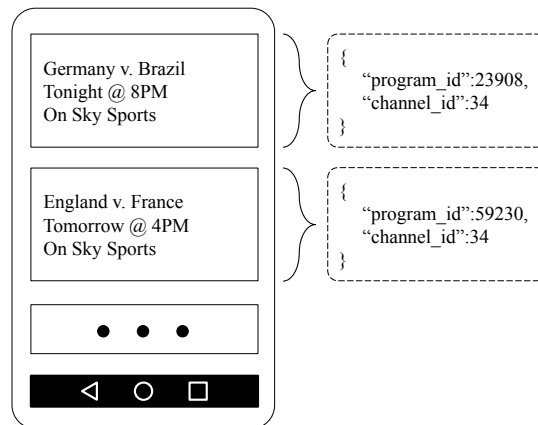 Germany v. Brazil
Tonight @ 8PM
On Sky Sports
{
“program_id”:23908,
“channel_id”:34
}
England v. France
Tomorrow @ 4PM
On Sky Sports
{
“program_id”:59230,
“channel_id”:34
}